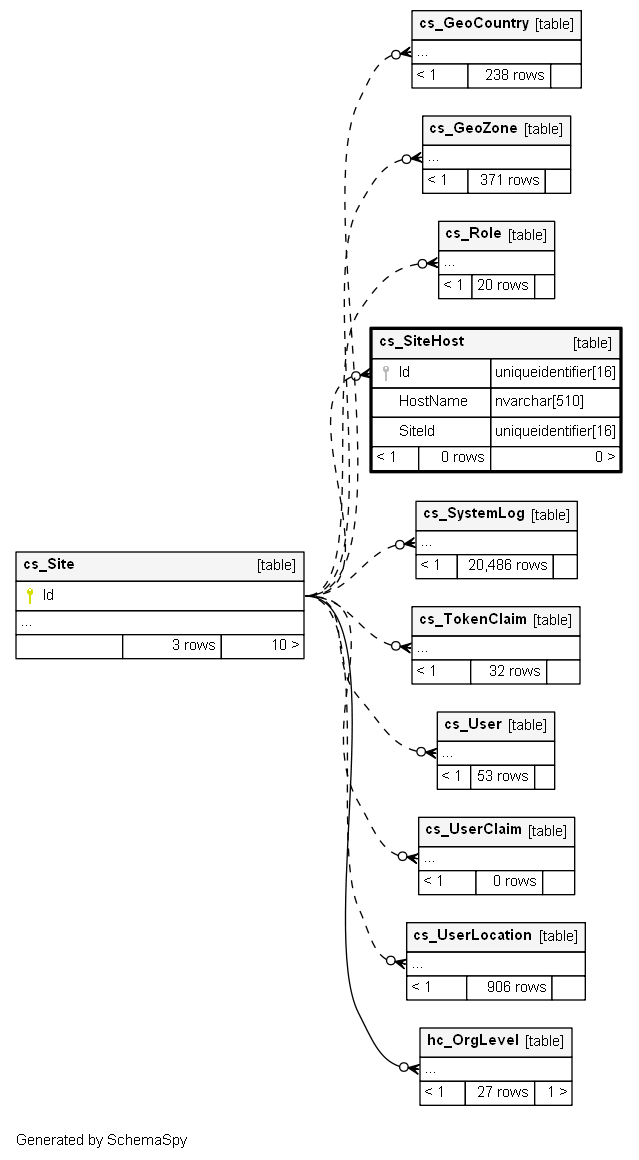 cs_GeoCountry [table]
...
< 1 238 rows
cs_GeoZone [table]
...
< 1 371 rows
cs_Role [table]
...
< 1 20 rows
cs_SiteHost [table]
Id uniqueidentifier[16]
HostName nvarchar[510]
SiteId uniqueidentifier[16]
< 1 0 rows 0 >
cs_SystemLog [table]
...
< 1 20,486 rows
cs_Site [table]
Id
...
3 rows 10 >
cs_TokenClaim [table]
...
< 1 32 rows
cs_User [table]
...
< 1 53 rows
cs_UserClaim [table]
...
< 1 0 rows
cs_UserLocation [table]
...
< 1 906 rows
hc_OrgLevel [table]
...
< 1 27 rows 1 >
Generated by SchemaSpy